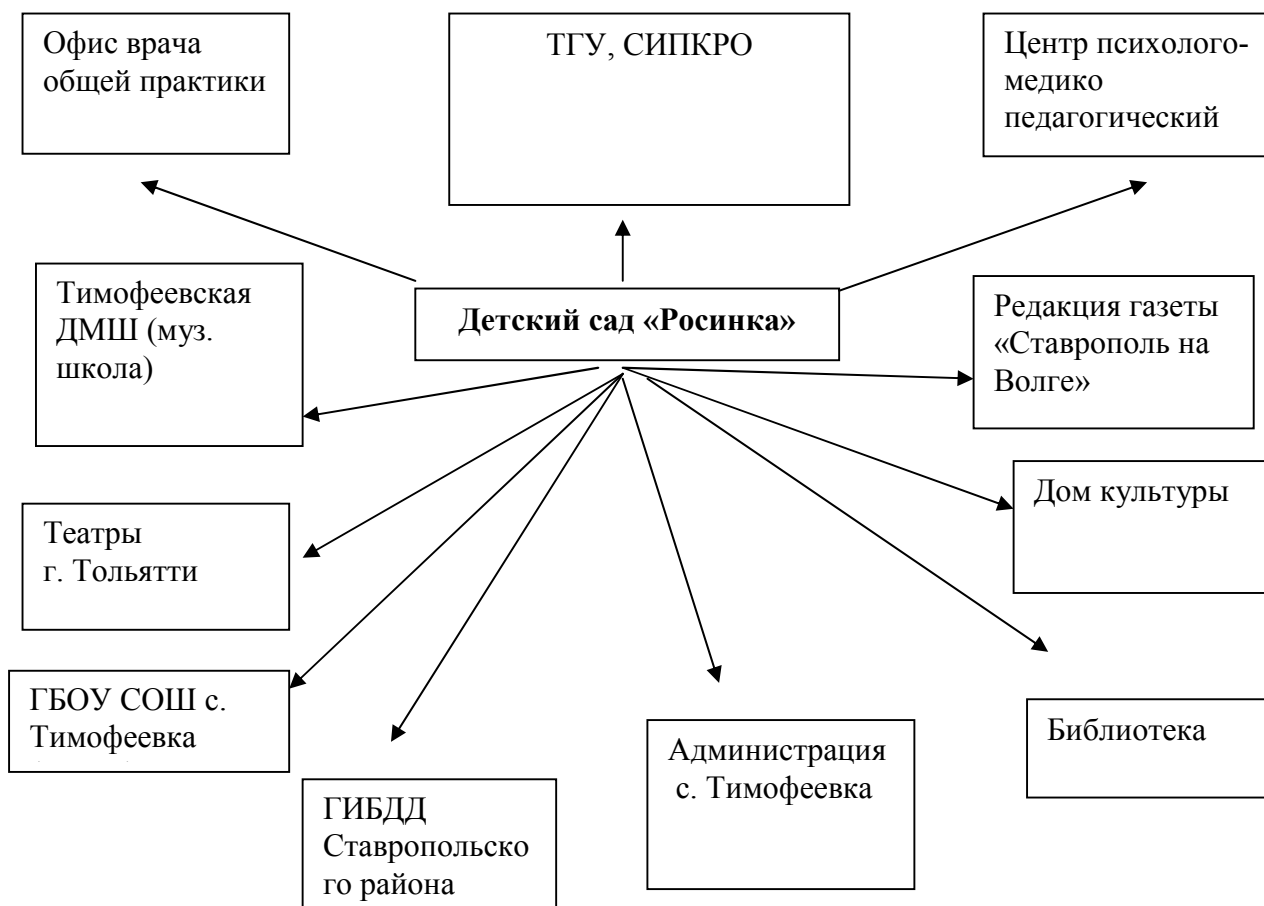 Офис врача
общей практики
ТГУ, СИПКРО
Центр психолого-
медико
педагогический
Тимофеевская
ДМШ (муз.
школа)
Детский сад «Росинка»
Редакция газеты
«Ставрополь на
Волге»
Дом культуры
Театры
г. Тольятти
ГБОУ СОШ с.
Тимофеевка
Администрация
с. Тимофеевка
Библиотека
ГИБДД
Ставропольско
го района